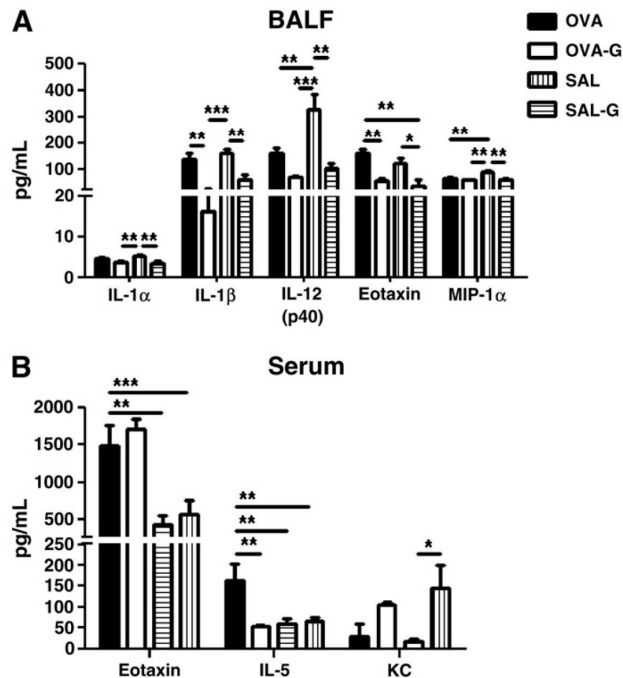 A
BALF
OVA
OVA-G
SAL
SAL-G
pg/mL
500
400
300
200
100
20
10
0
** *** ** ** *** ** ** ** * ** ** **
** **
IL-1α IL-1β IL-12 Eotaxin MIP-1α
(p40)
B
Serum
pg/mL
2000
1500
1000
500
250
200
150
100
50
0
***
**
**
**
**
*
Eotaxin IL-5 KC